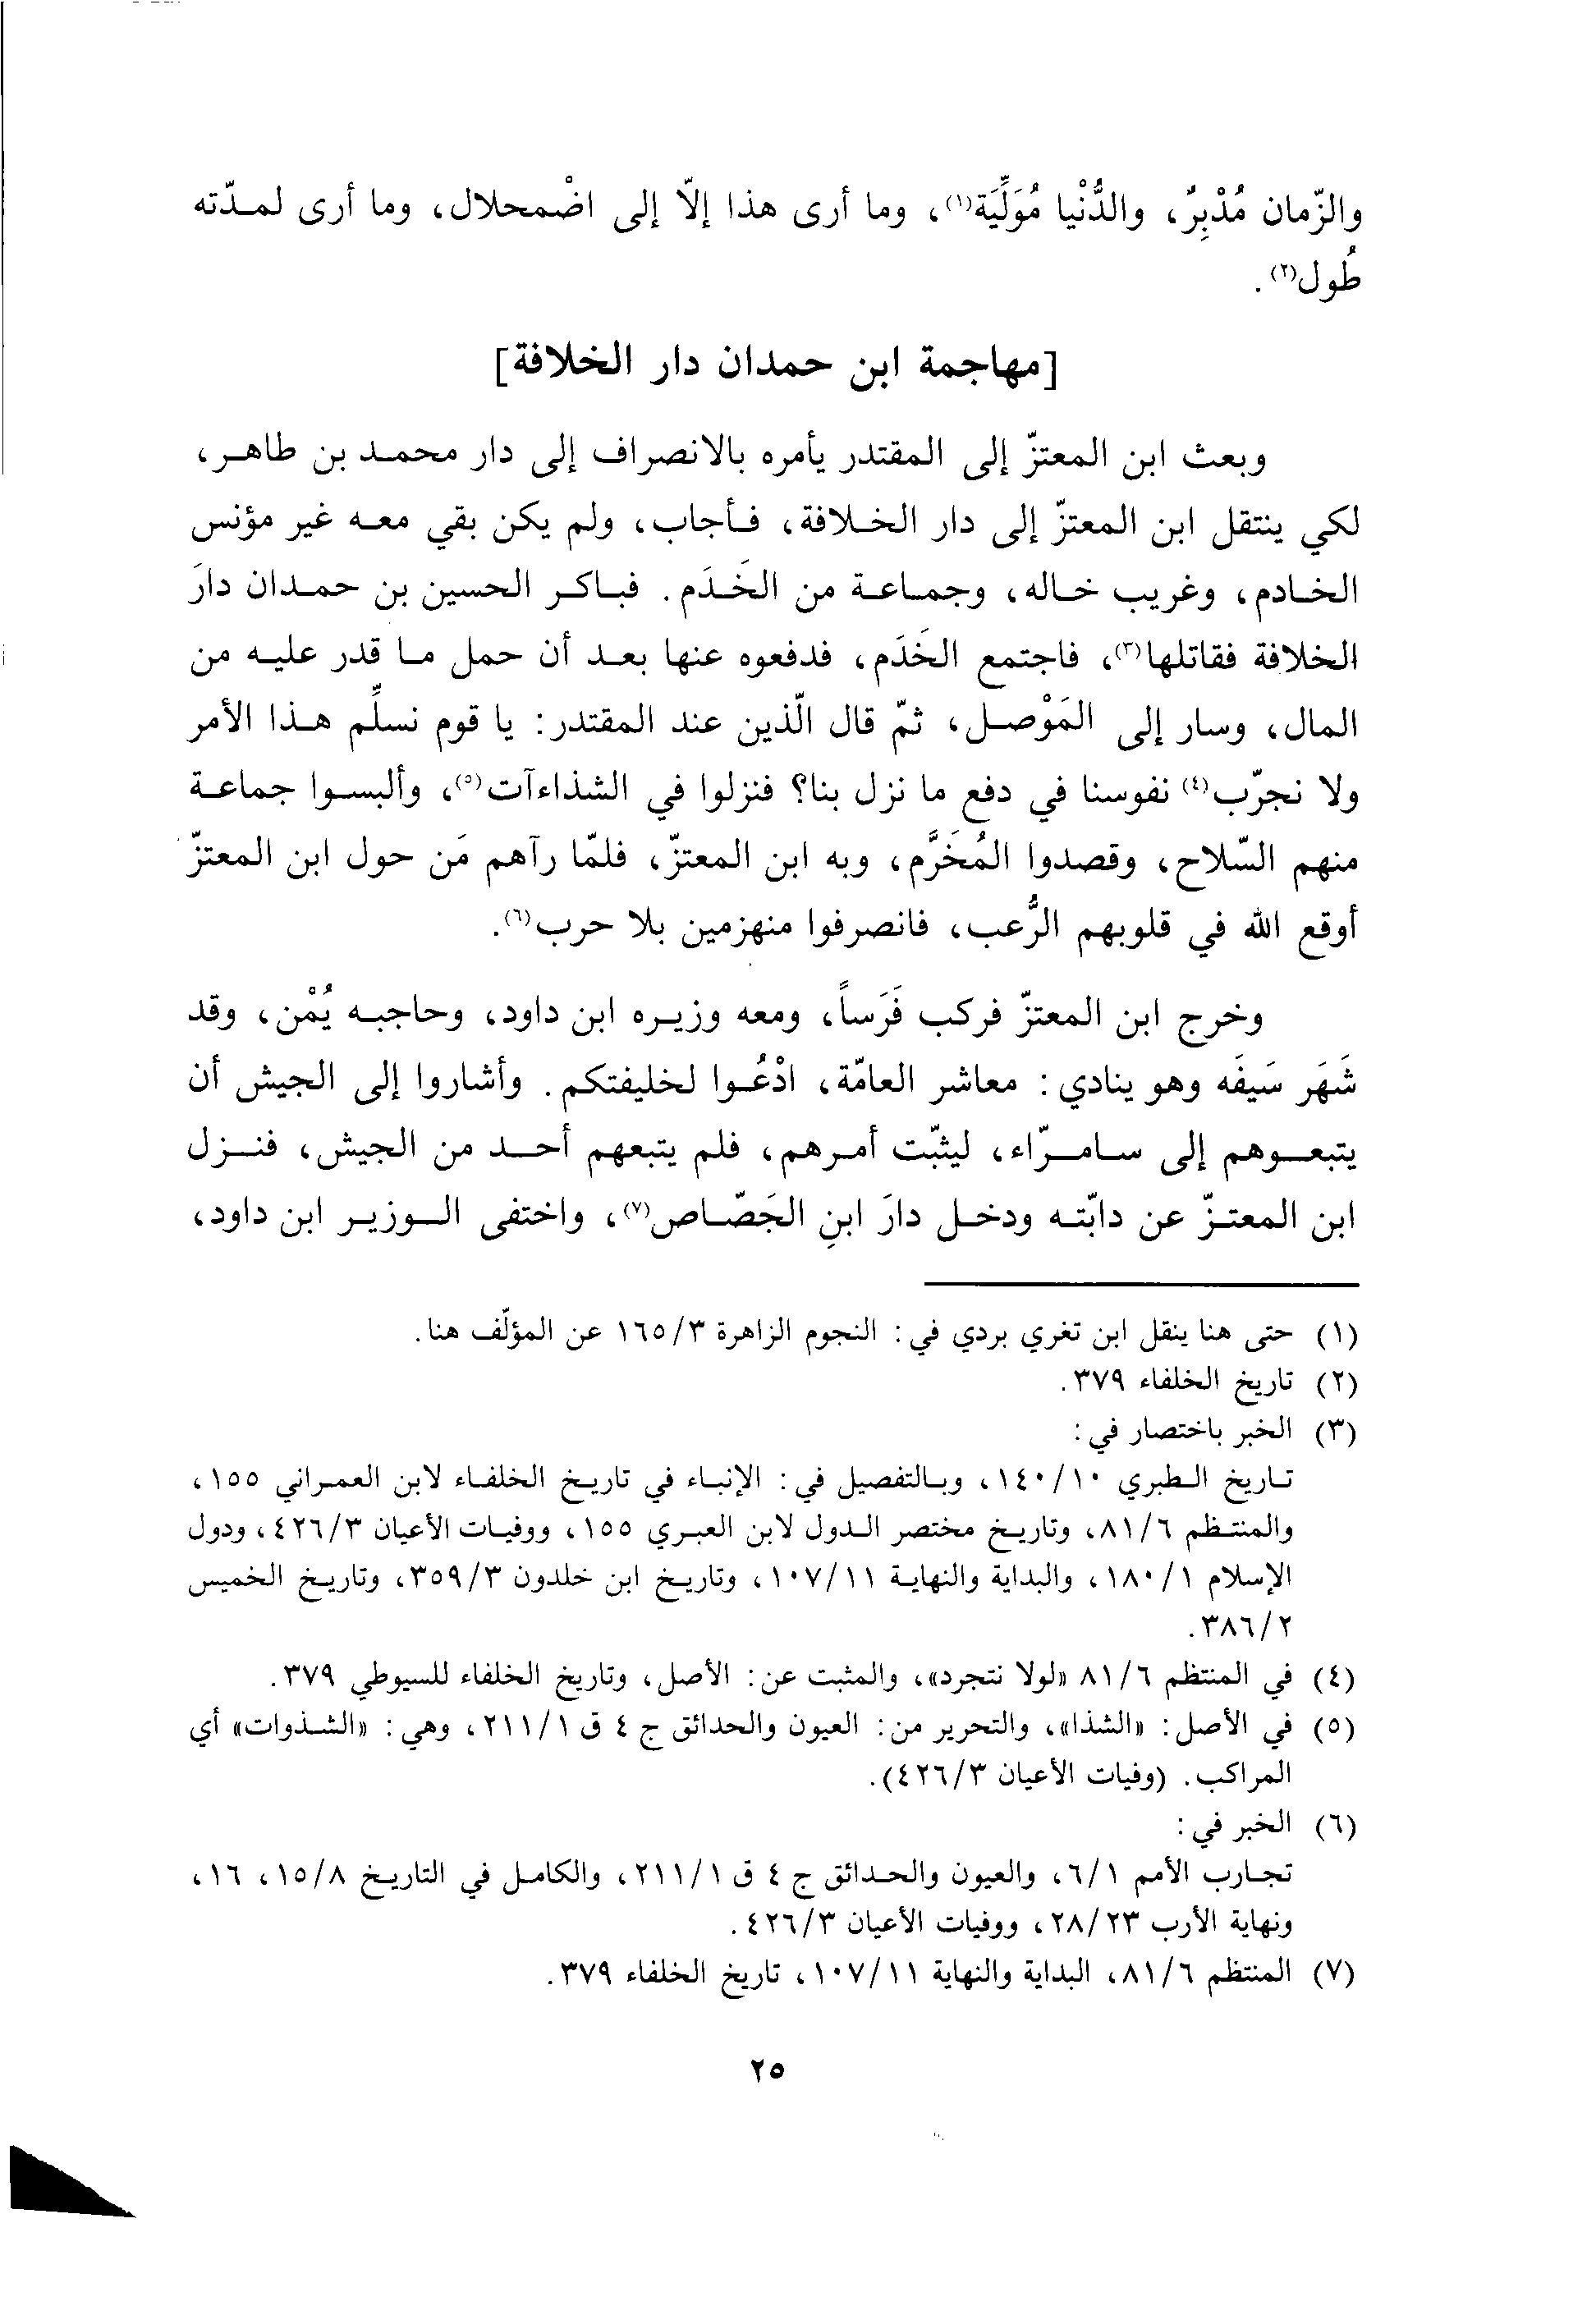 والزّمان مُدْبِرٌ، والدُّنْيا مُوَلِّيَة(١)، وما أرى هذا إلاّ إلى اضْمحلال، وما أرى لمدّته
طُول(٢).
[مهاجمة ابن حمدان دار الخلافة]
وبعث ابن المعتزّ إلى المقتدر يأمره بالانصراف إلى دار محمد بن طاهر،
لكي ينتقل ابن المعتزّ إلى دار الخلافة، فأجاب، ولم يكن بقي معه غير مؤنس
الخادم، وغريب خاله، وجماعة من الخَدَم. فباكر الحسين بن حمدان دارَ
الخلافة فقاتلها(٣)، فاجتمع الخَدَم، فدفعوه عنها بعد أن حمل ما قدر عليه من
المال، وسار إلى المَوْصل، ثمّ قال الّذين عند المقتدر: يا قوم نسلِّم هذا الأمر
ولا نجرّب(٤) نفوسنا في دفع ما نزل بنا؟ فنزلوا في الشذاءآت(٥)، وألبسوا جماعة
منهم السّلاح، وقصدوا المُخَرَّم، وبه ابن المعتزّ، فلمّا رآهم مَن حول ابن المعتزّ
أوقع الله في قلوبهم الرُّعب، فانصرفوا منهزمين بلا حرب(٦).
وخرج ابن المعتزّ فركب فَرَساً، ومعه وزيره ابن داود، وحاجبه يُمْن، وقد
شَهَر سَيفَه وهو ينادي: معاشر العامّة، ادْعُوا لخليفتكم. وأشاروا إلى الجيش أن
يتبعوهم إلى سامرّاء، ليثبّت أمرهم، فلم يتبعهم أحد من الجيش، فنزل
ابن المعتزّ عن دابّته ودخل دارَ ابنِ الجَصّاص(٧)، واختفى الوزير ابن داود،
(١) حتى هنا ينقل ابن تغري بردي في: النجوم الزاهرة ١٦٥/٣ عن المؤلّف هنا.
(٢) تاريخ الخلفاء ٣٧٩.
(٣) الخبر باختصار في:
تاريخ الطبري ١٤٠/١٠، وبالتفصيل في: الإنباء في تاريخ الخلفاء لابن العمراني ١٥٥،
والمنتظم ٨١/٦، وتاريخ مختصر الدول لابن العبري ١٥٥، ووفيات الأعيان ٤٢٦/٣، ودول
الإسلام ١٨٠/١، والبداية والنهاية ١٠٧/١١، وتاريخ ابن خلدون ٣٥٩/٣، وتاريخ الخميس
٣٨٦/٢.
(٤) في المنتظم ٨١/٦ «لولا نتجرد»، والمثبت عن: الأصل، وتاريخ الخلفاء للسيوطي ٣٧٩.
(٥) في الأصل: «الشذا»، والتحرير من: العيون والحدائق ج ٤ ق ٢١١/١، وهي: «الشذوات» أي
المراكب. (وفيات الأعيان ٤٢٦/٣).
(٦) الخبر في:
تجارب الأمم ٦/١، والعيون والحدائق ج ٤ ق ٢١١/١، والكامل في التاريخ ١٥/٨، ١٦،
ونهاية الأرب ٢٨/٢٣، ووفيات الأعيان ٤٢٦/٣.
(٧) المنتظم ٨١/٦، البداية والنهاية ١٠٧/١١، تاريخ الخلفاء ٣٧٩.
٢٥